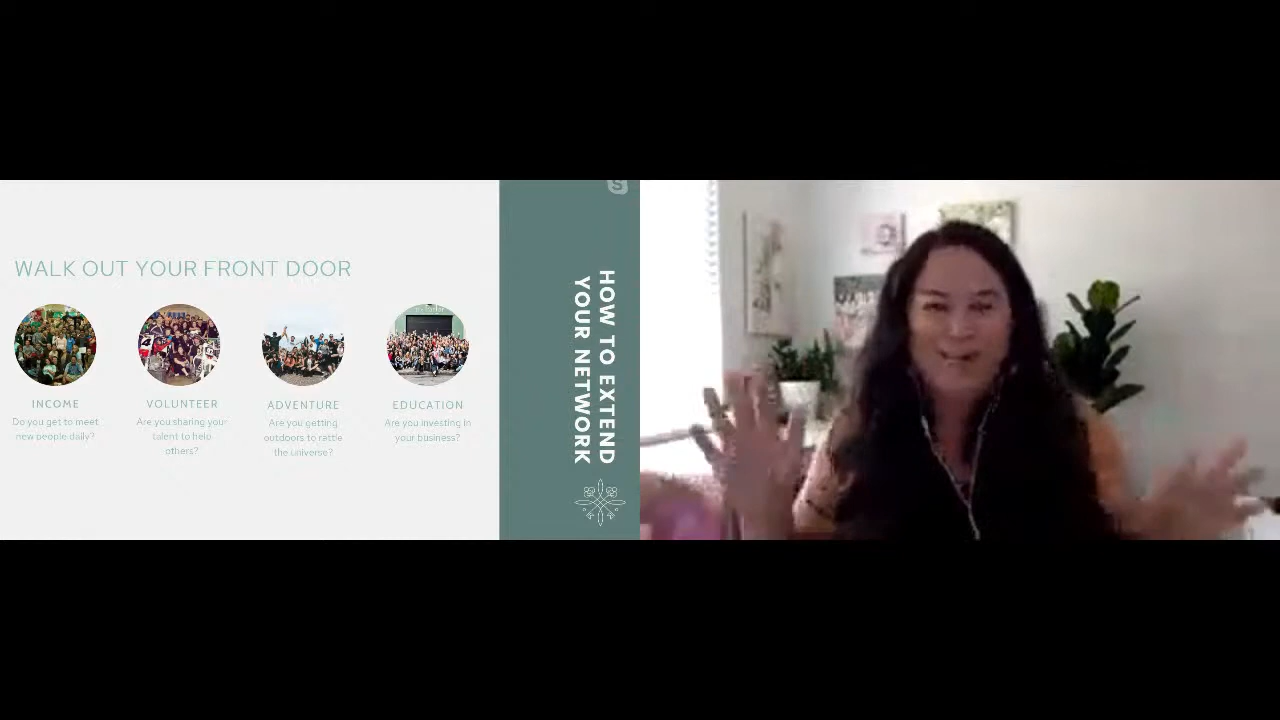 WALK OUT YOUR FRONT DOOR
INCOME
Do you get to meet
new people daily?
VOLUNTEER
Are you sharing your
talent to help
others?
ADVENTURE
Are you getting
outdoors to rattle
the universe?
EDUCATION
Are you investing in
your business?
HOW TO EXTEND
YOUR NETWORK
S